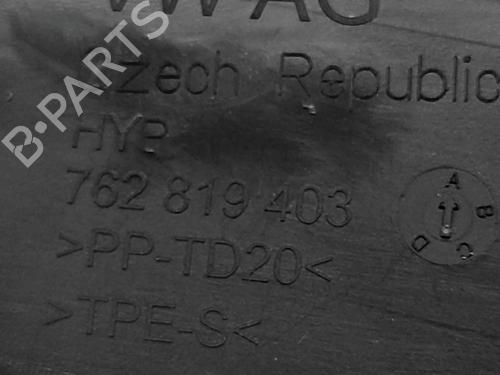 VW AG
Czech Republic
HYP
762 819 403
>PP-TD20<
>TPE-S<
A
B
C
D
B-PARTS